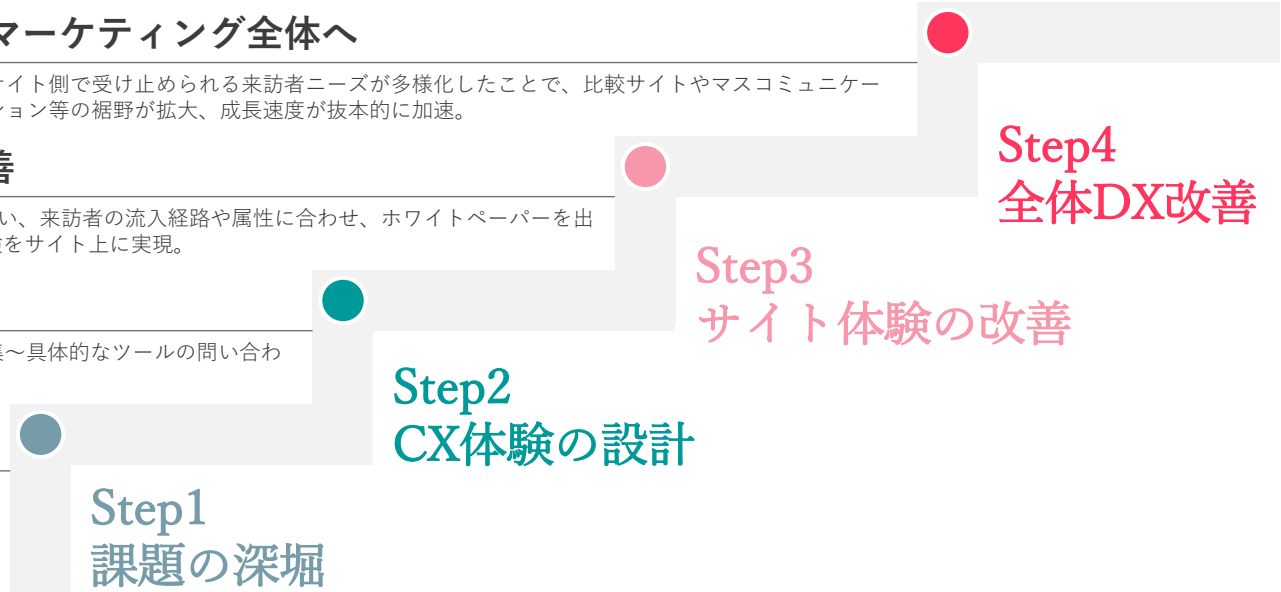 マーケティング全体へ
イト側で受け止められる来訪者ニーズが多様化したことで、比較サイトやマスコミュニケー
ション等の裾野が拡大、成長速度が抜本的に加速。
Step4
全体DX改善
善
い、来訪者の流入経路や属性に合わせ、ホワイトペーパーを出
をサイト上に実現。
Step3
サイト体験の改善
〜具体的なツールの問い合わ
Step2
CX体験の設計
Step1
課題の深堀